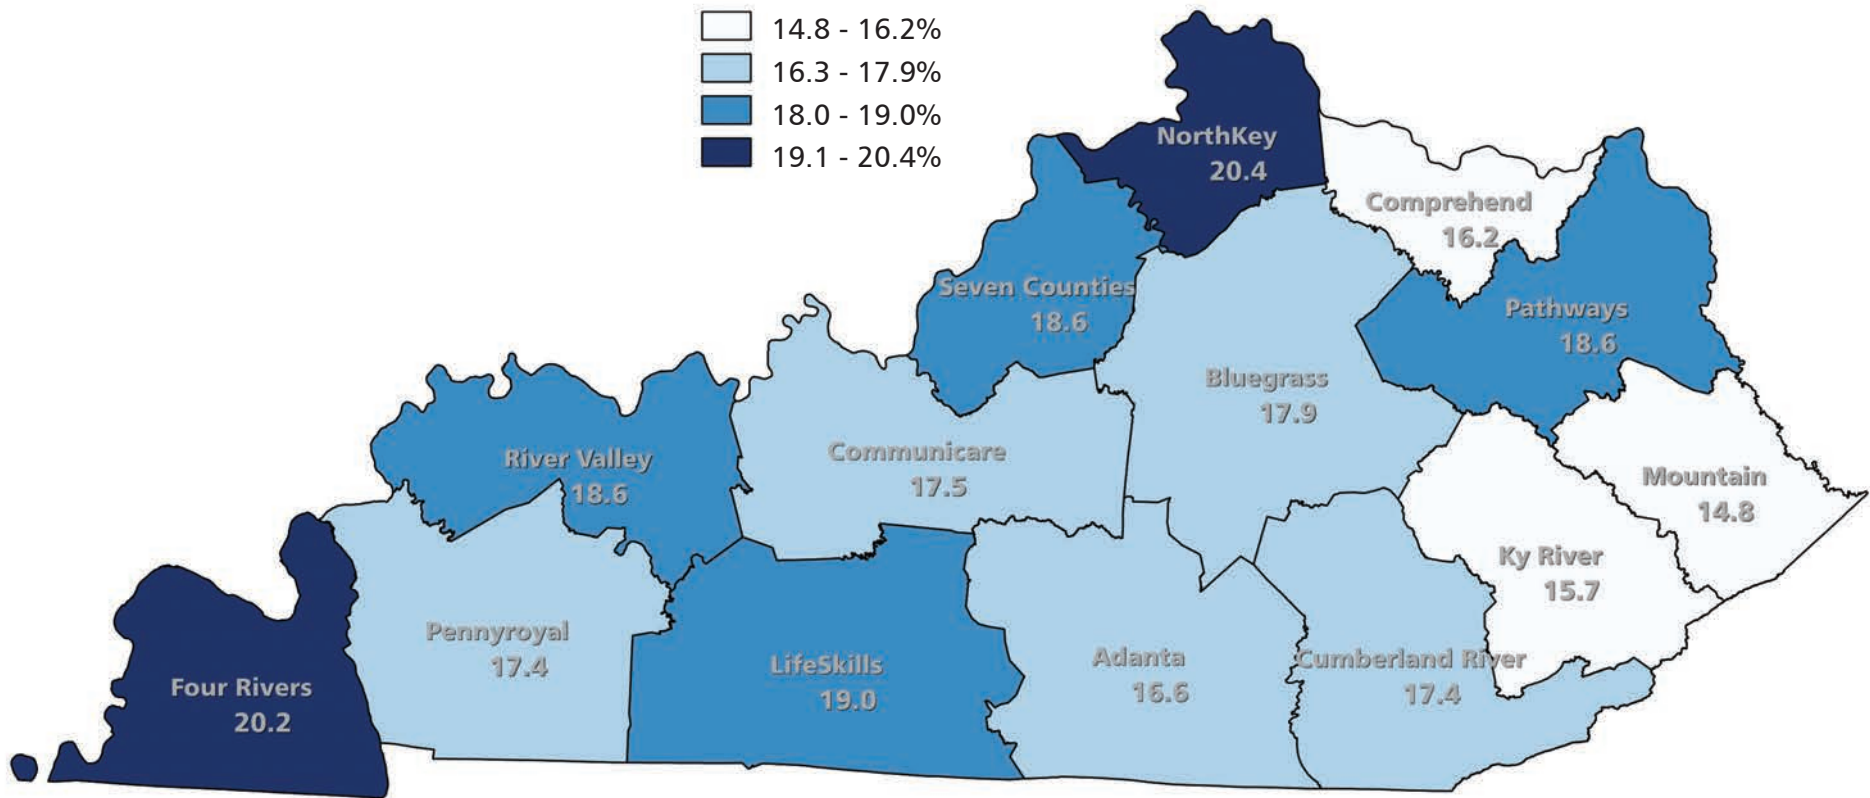 14.8 - 16.2%
16.3 - 17.9%
18.0 - 19.0%
19.1 - 20.4%
NorthKey
20.4
Comprehend
16.2
Seven Counties
18.6
Pathways
18.6
Bluegrass
17.9
River Valley
18.6
Communicare
17.5
Mountain
14.8
Ky River
15.7
Pennyroyal
17.4
LifeSkills
19.0
Adanta
16.6
Cumberland River
17.4
Four Rivers
20.2